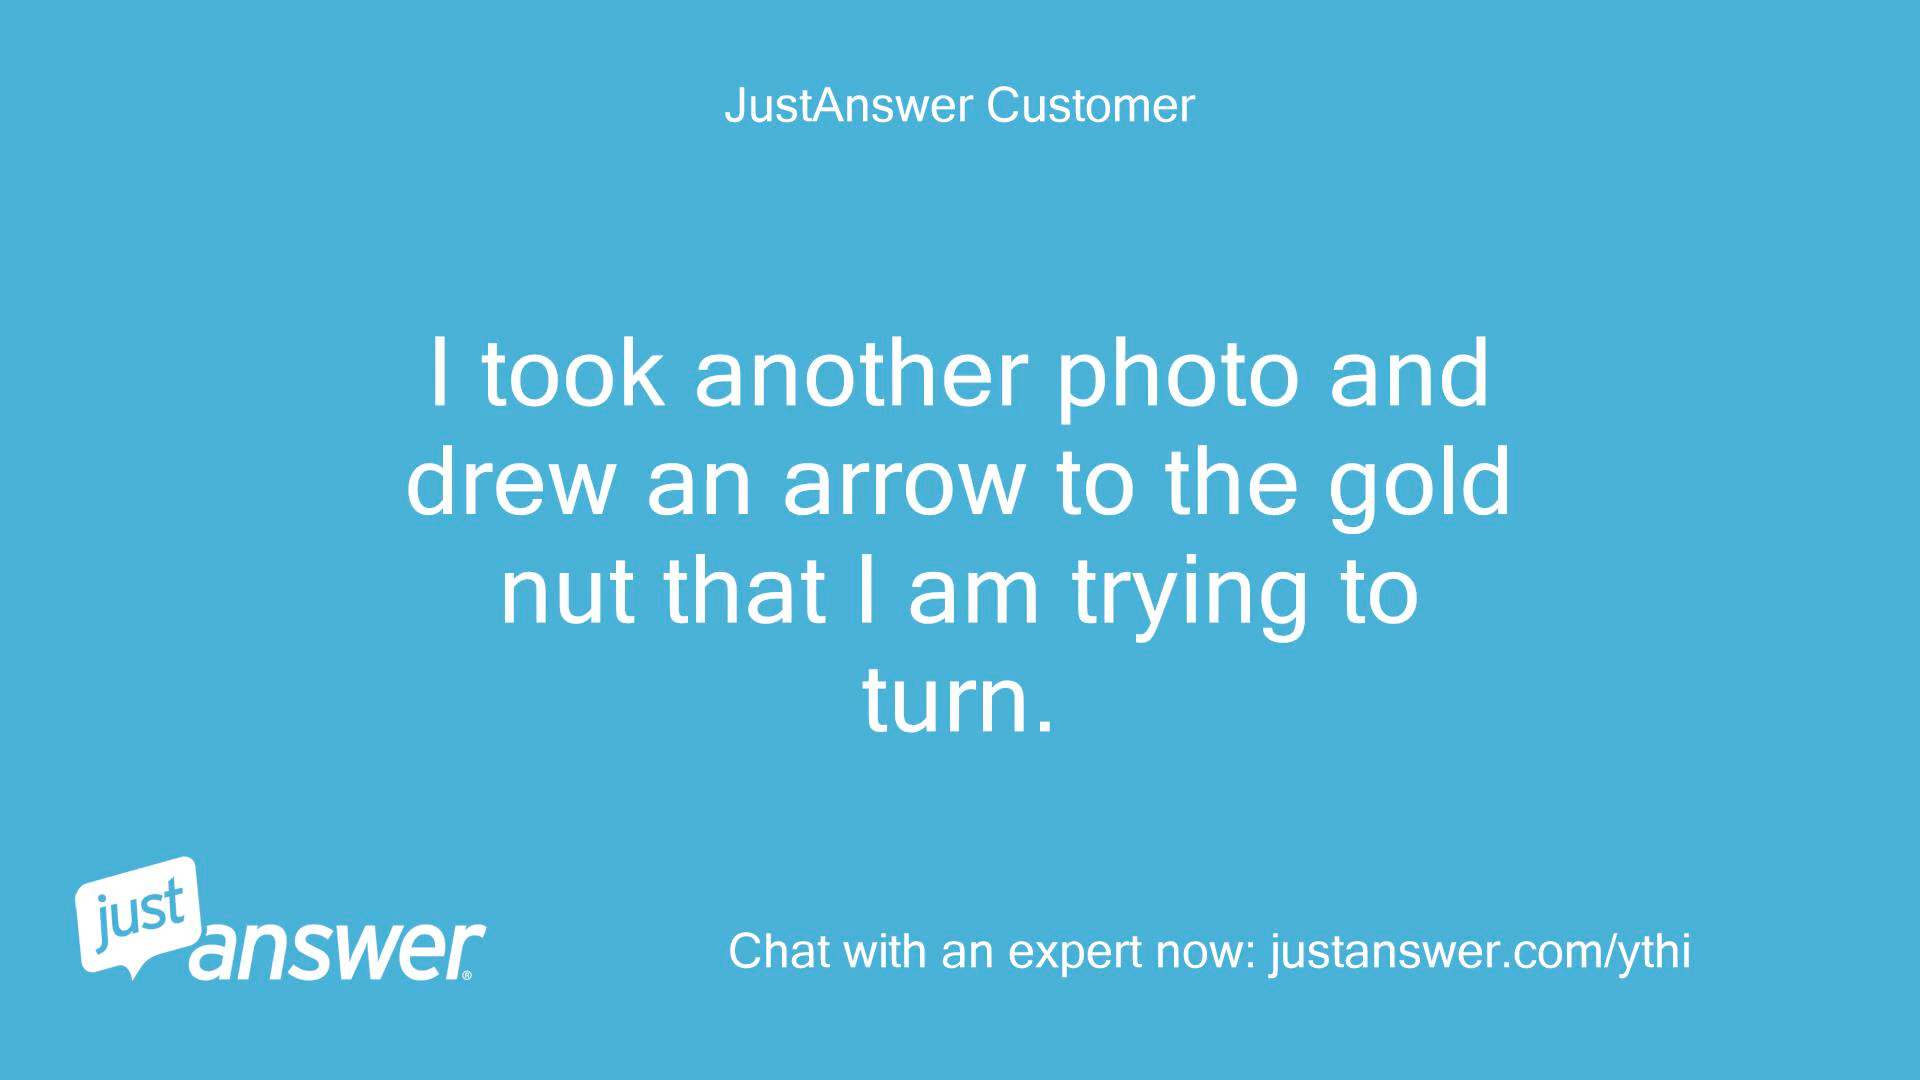 JustAnswer Customer
I took another photo and
drew an arrow to the gold
nut that I am trying to
turn.
just
answer®
Chat with an expert now: justanswer.com/ythi